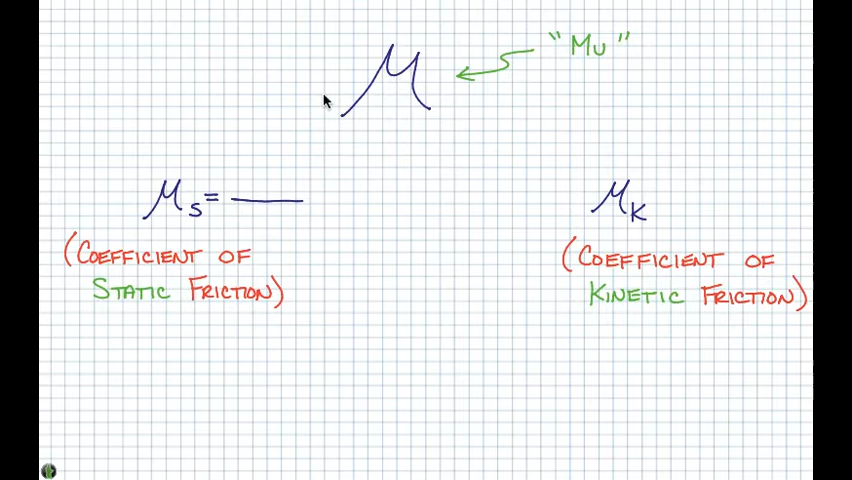 μ "Mu"
μs = ___ μK
(COEFFICIENT OF (COEFFICIENT OF
STATIC FRICTION) KINETIC FRICTION)